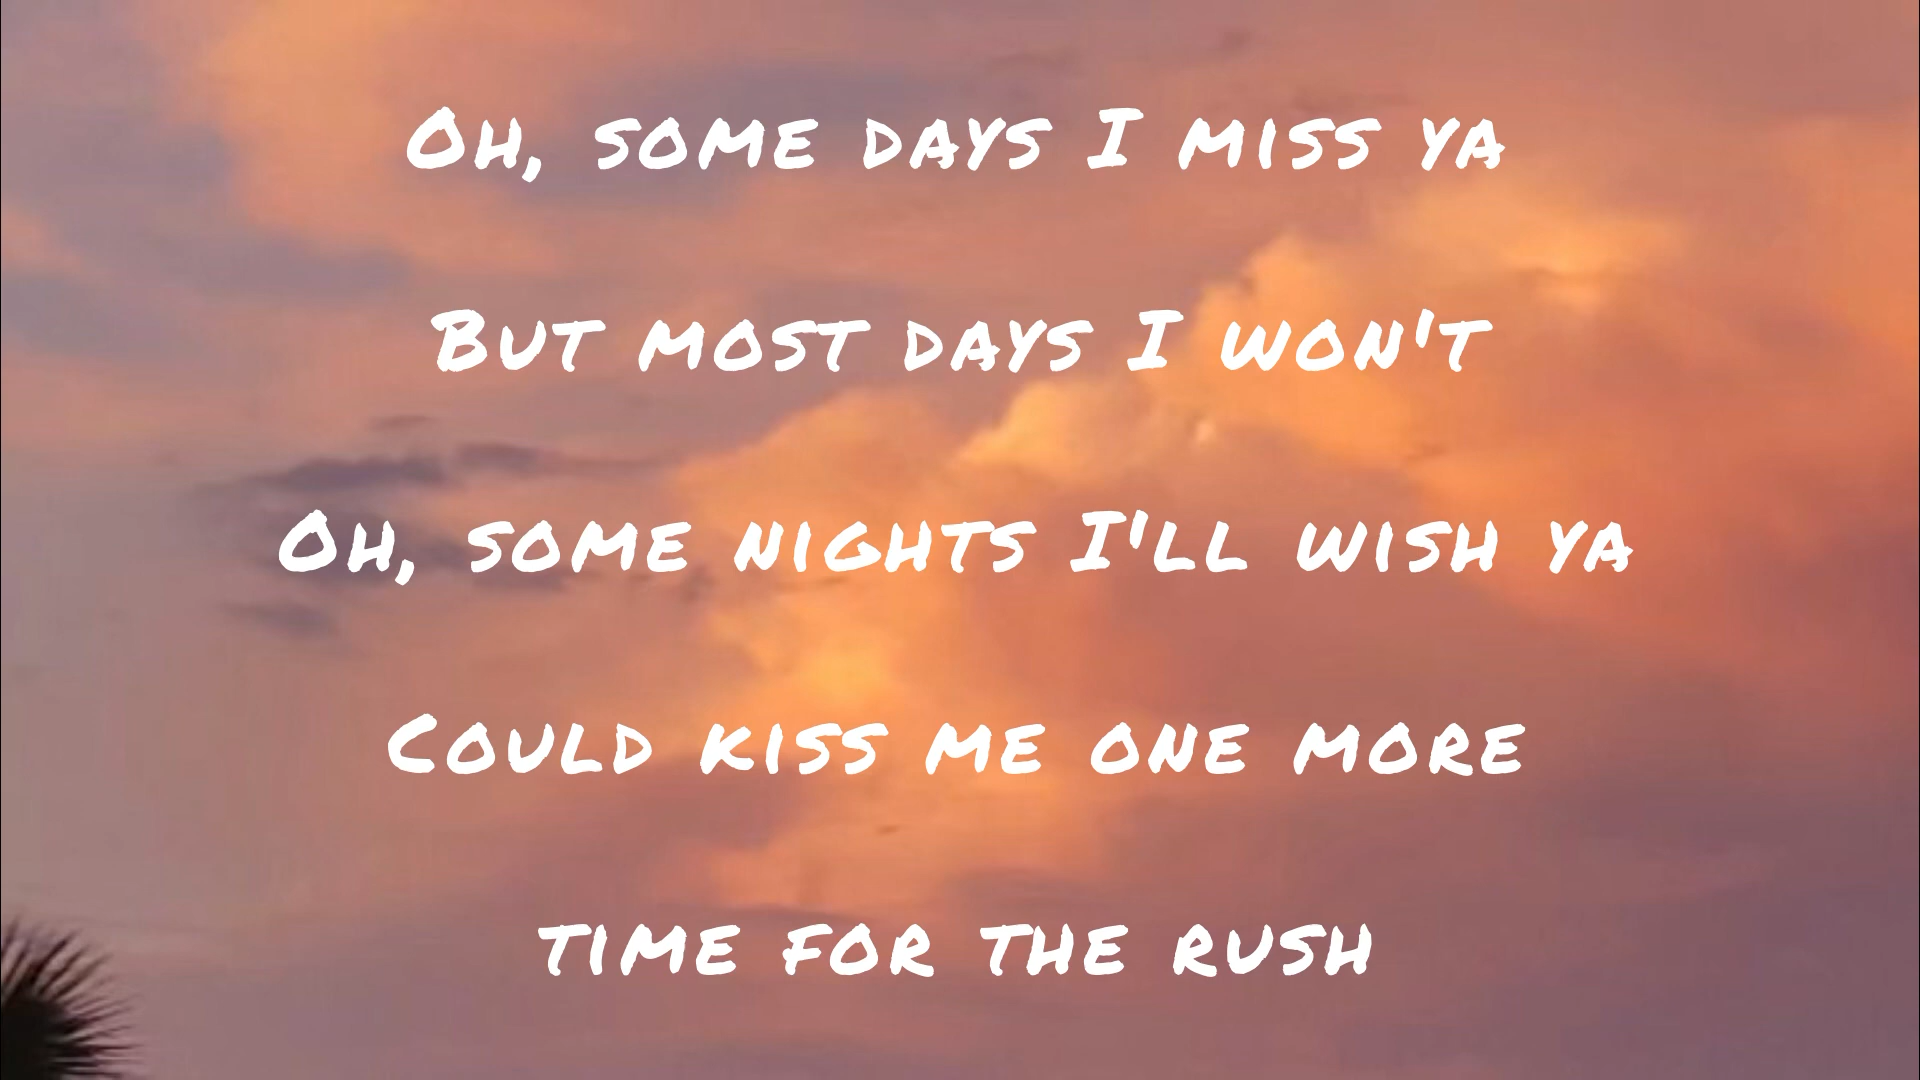 Oh, some days I miss ya
But most days I won't
Oh, some nights I'll wish ya
Could kiss me one more
time for the rush